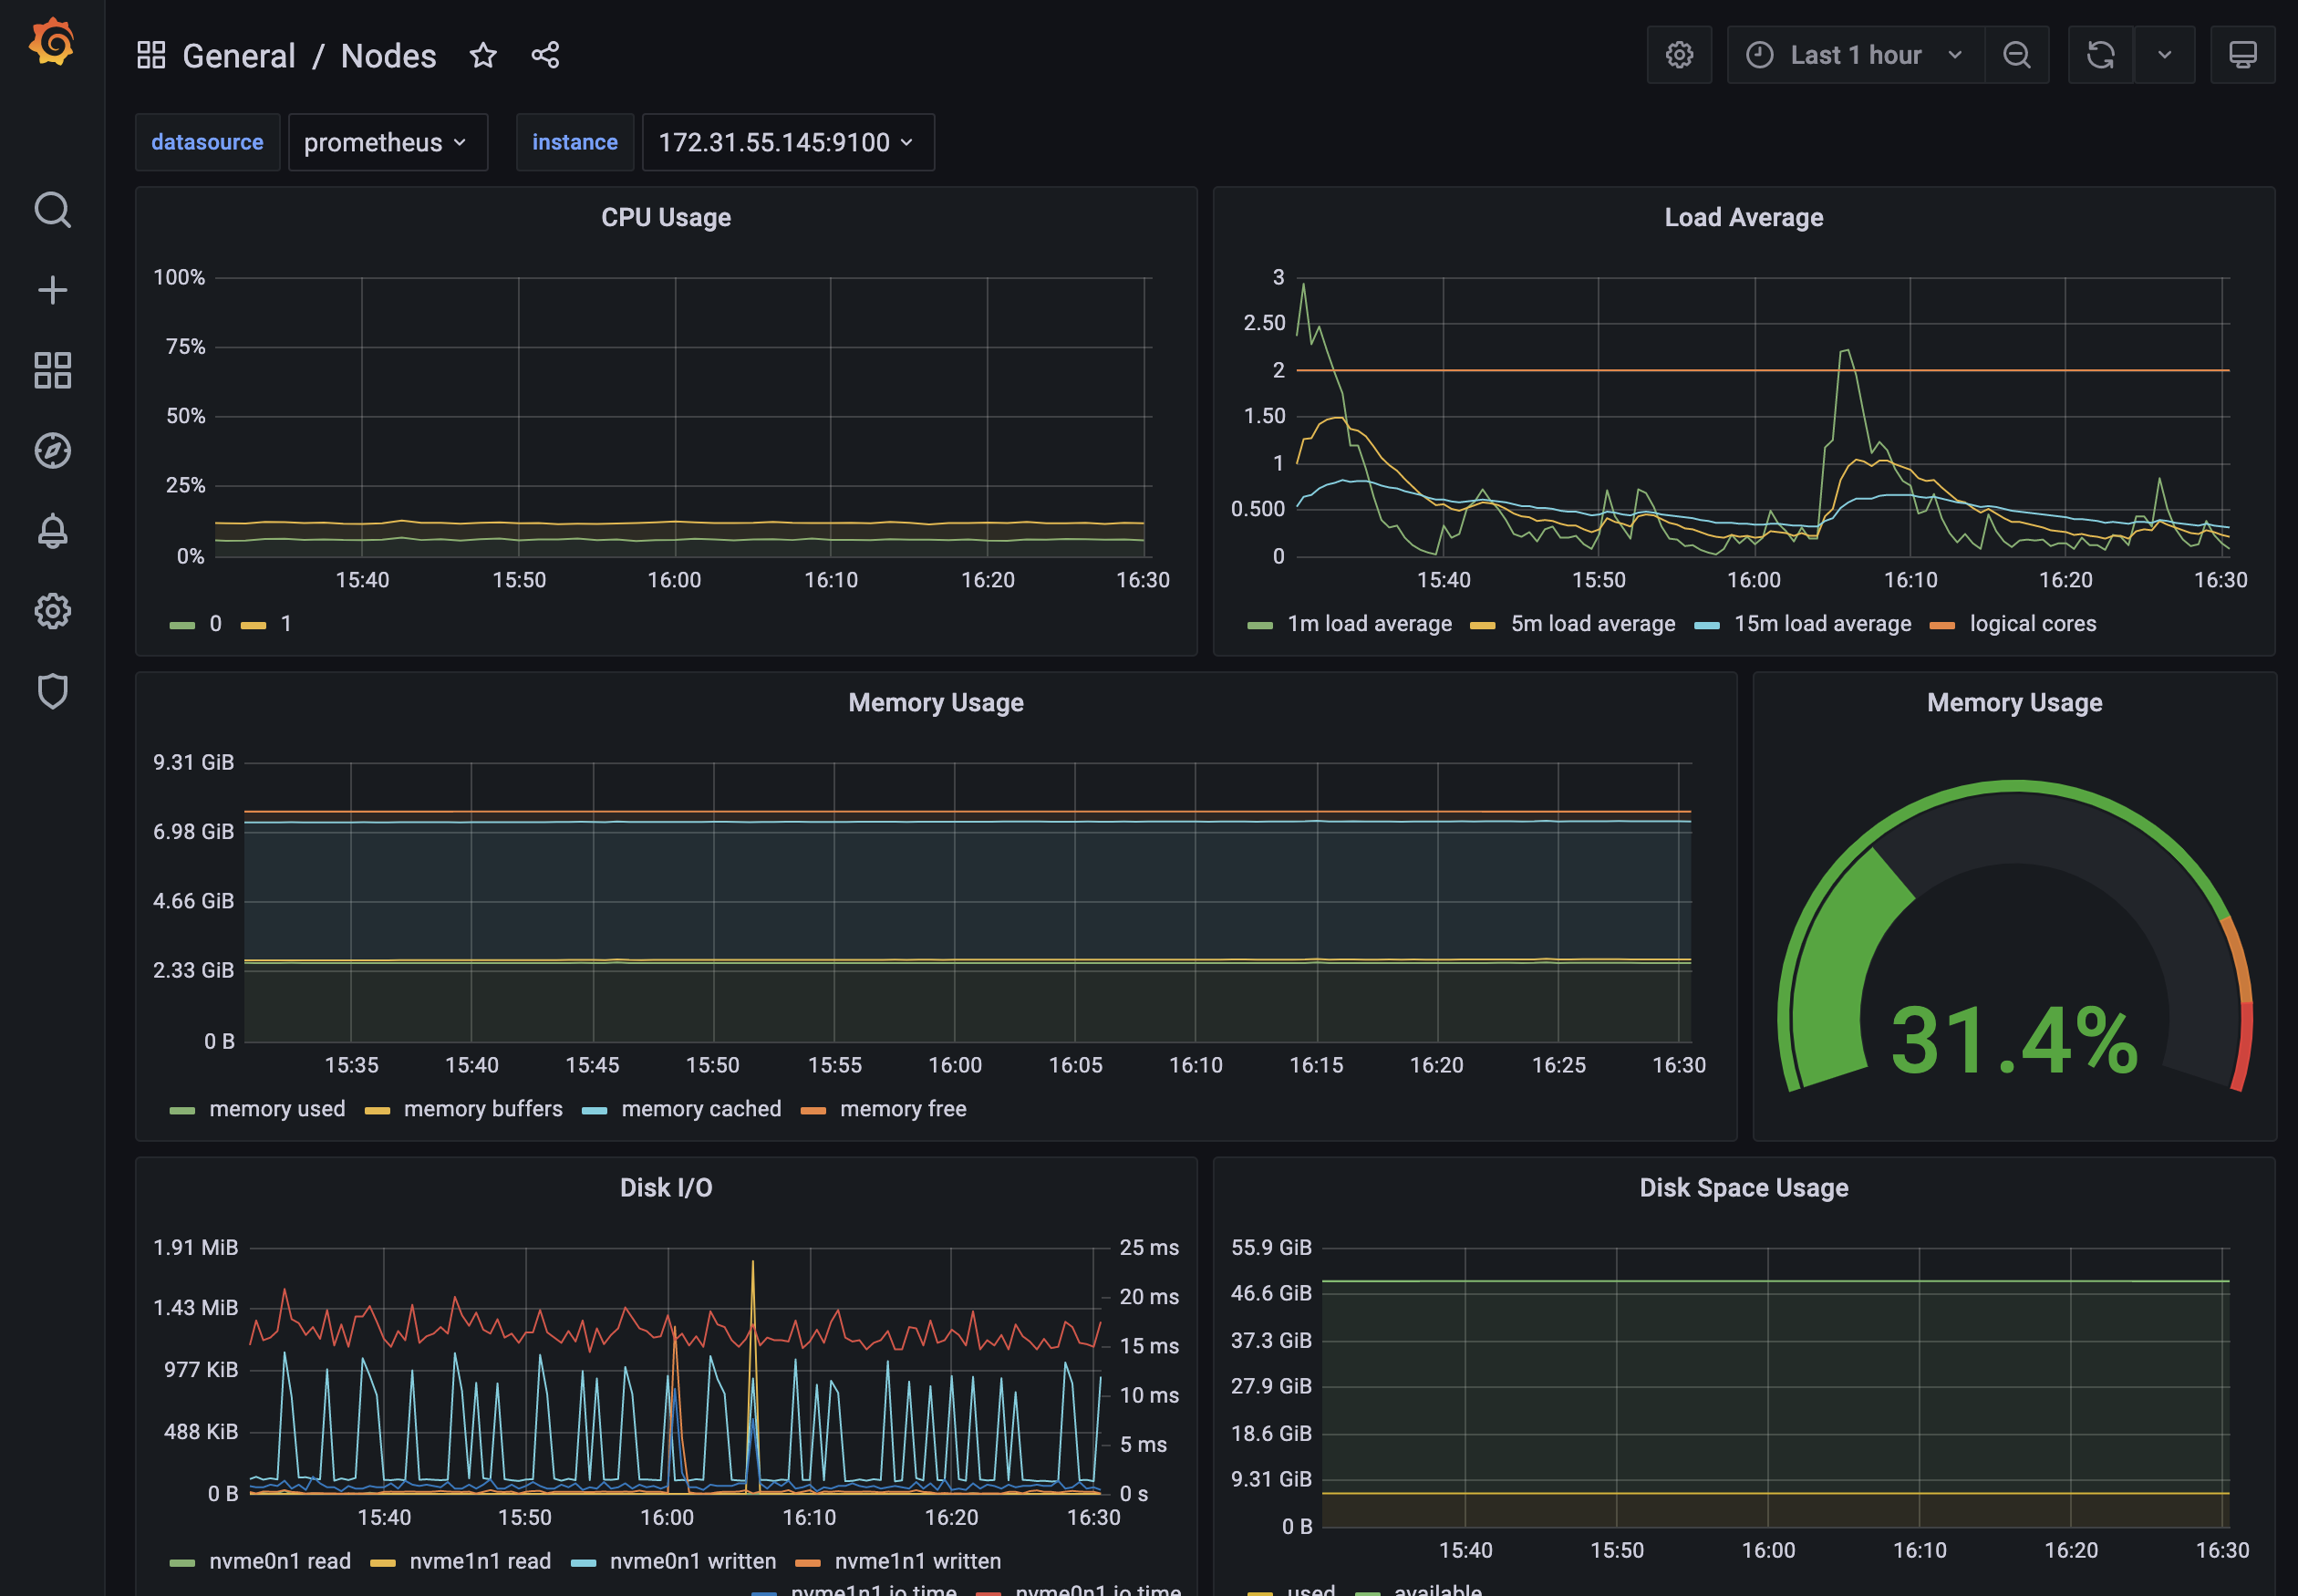 General / Nodes
Last 1 hour
datasource prometheus instance 172.31.55.145:9100
CPU Usage
100%
75%
50%
25%
0%
15:40 15:50 16:00 16:10 16:20 16:30
0 1
Load Average
3
2.50
2
1.50
1
0.500
0
15:40 15:50 16:00 16:10 16:20 16:30
1m load average 5m load average 15m load average logical cores
Memory Usage
9.31 GiB
6.98 GiB
4.66 GiB
2.33 GiB
0 B
15:35 15:40 15:45 15:50 15:55 16:00 16:05 16:10 16:15 16:20 16:25 16:30
memory used memory buffers memory cached memory free
Memory Usage
31.4%
Disk I/O
1.91 MiB 25 ms
20 ms
1.43 MiB
15 ms
977 KiB
10 ms
488 KiB
5 ms
0 B 0 s
15:40 15:50 16:00 16:10 16:20 16:30
nvme0n1 read nvme1n1 read nvme0n1 written nvme1n1 written
nvme1n1 io time nvme0n1 io time
Disk Space Usage
55.9 GiB
46.6 GiB
37.3 GiB
27.9 GiB
18.6 GiB
9.31 GiB
0 B
15:40 15:50 16:00 16:10 16:20 16:30
used available